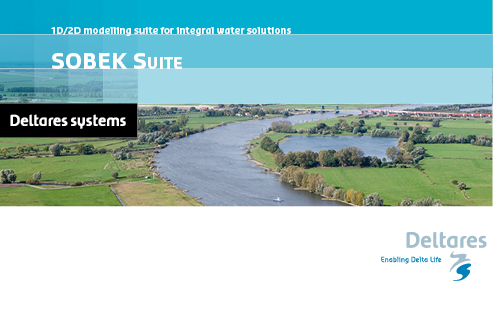 1D/2D modelling suite for integral water solutions
SOBEK SUITE
Deltares systems
Deltares
Enabling Delta Life